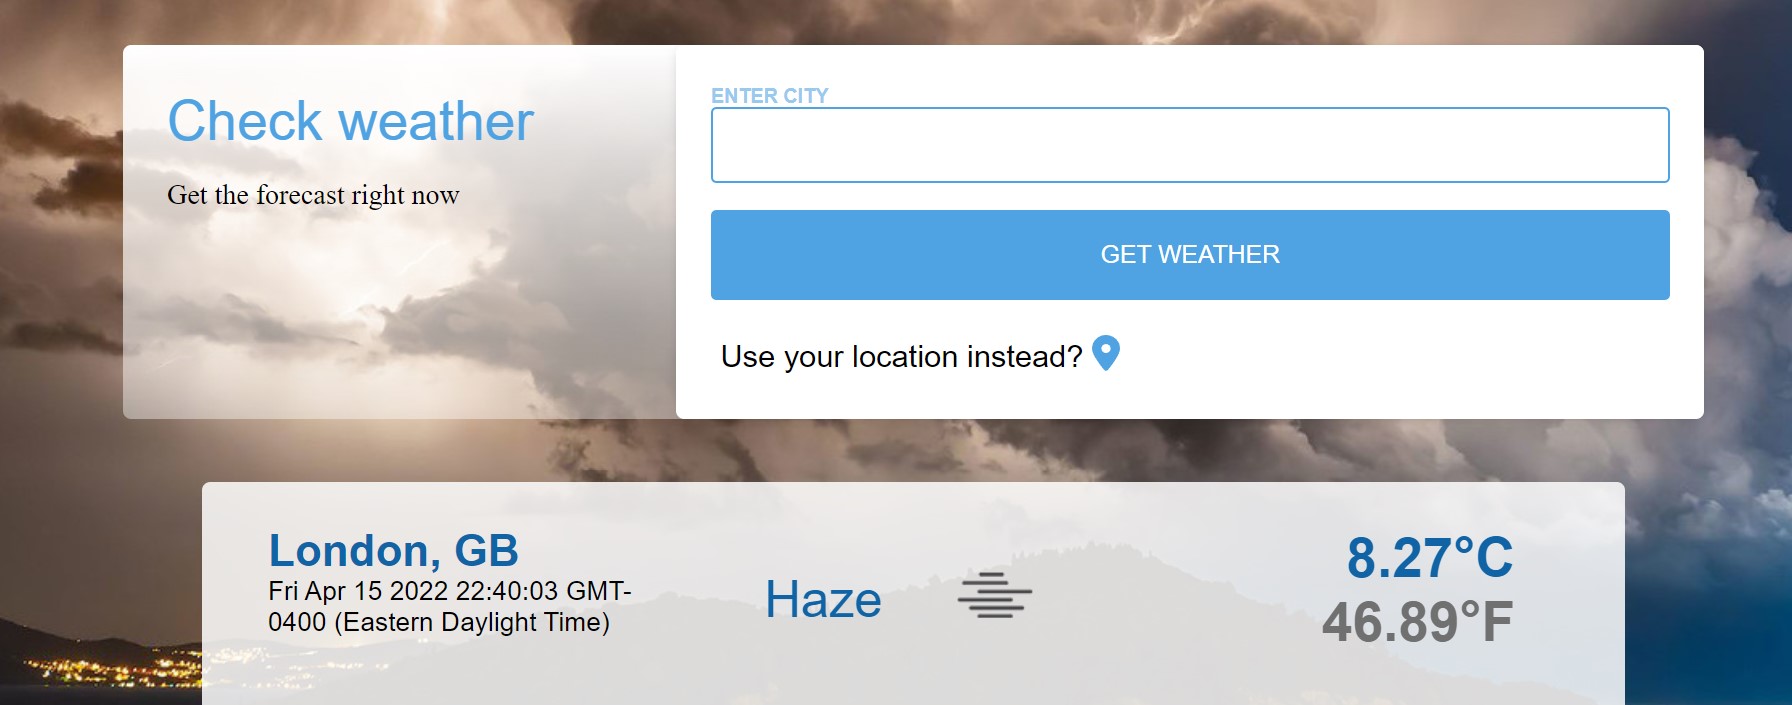 Check weather
Get the forecast right now
ENTER CITY
GET WEATHER
Use your location instead?
London, GB
Fri Apr 15 2022 22:40:03 GMT-
0400 (Eastern Daylight Time)
Haze
8.27°C
46.89°F